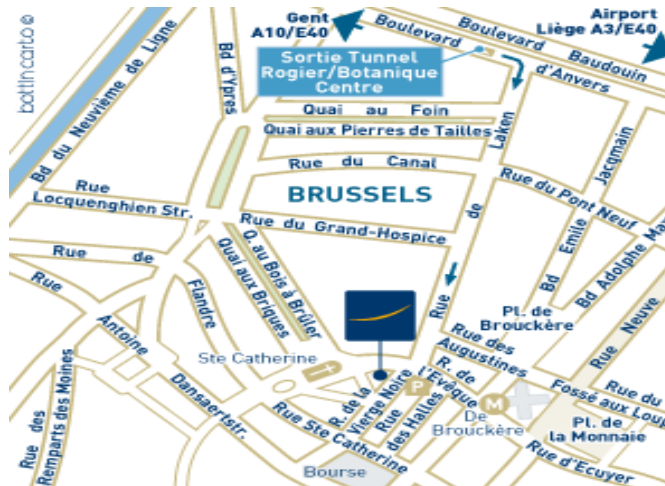 bottincarto ©
Gent
A10/E40
Airport
Liège A3/E40
Boulevard
Boulevard
Baudouin
d'Anvers
Sortie Tunnel
Rogier/Botanique
Centre
Bd d'Ypres
Bd du Neuvième de Ligne
Quai au Foin
Quai aux Pierres de Tailles
Rue du Canal
Laken
de
Rue
Jacqmain
Emile
Bd
Rue du Pont Neuf
Bd Adolphe Ma
BRUSSELS
Rue
Locquenghien Str.
Rue du Grand-Hospice
Rue de
Flandre
Quai aux Briques
Q. au Bois à Brûler
Rue
Antoine
Dansaertstr.
Rue des
Remparts des Moines
Ste Catherine
Rue Ste Catherine
R. de la
Vierge Noire
Rue
des Halles
P
R. de
l'Evêque
Rue des
Augustines
Pl. de
Brouckère
M
De
Brouckère
Rue Neuve
Rue du
Fossé aux Loup
Pl. de
la Monnaie
Rue d'Ecuyer
Bourse